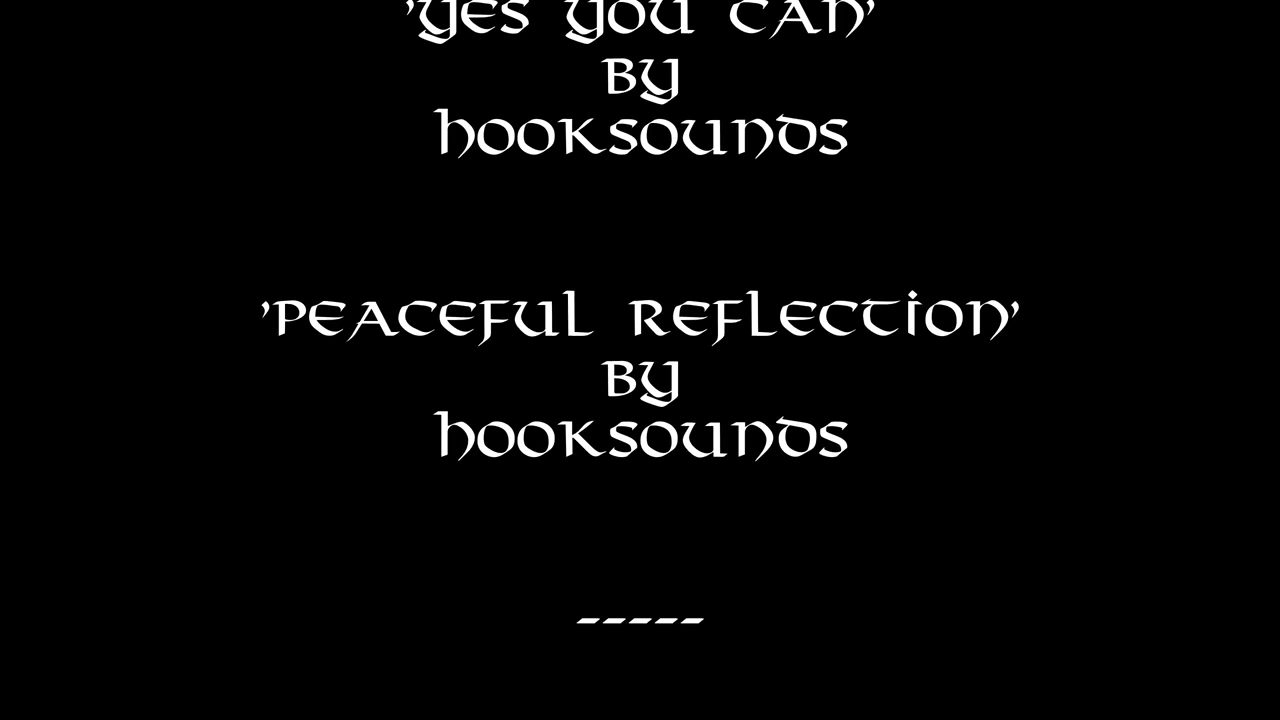 'Yes You Can'
By
Hooksounds
'Peaceful Reflection'
By
Hooksounds
-----